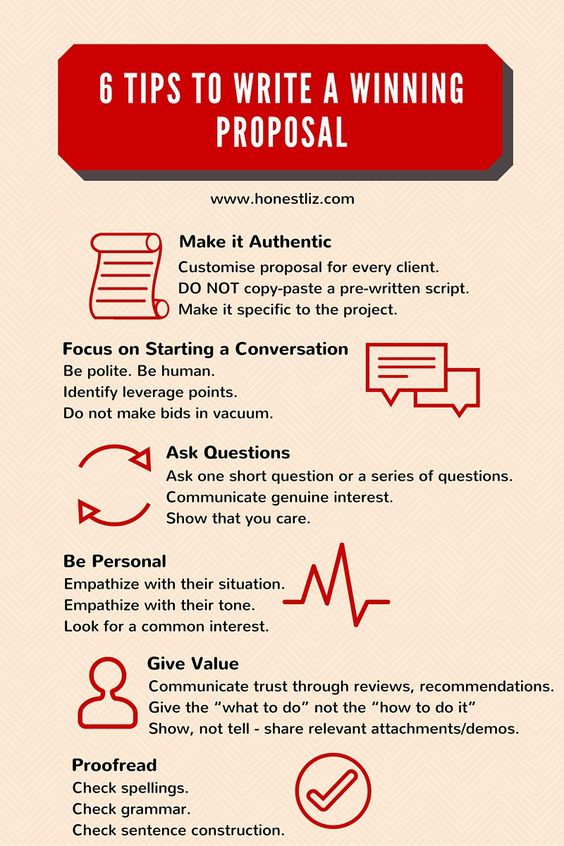 6 TIPS TO WRITE A WINNING
PROPOSAL
www.honestliz.com
Make it Authentic
Customise proposal for every client.
DO NOT copy-paste a pre-written script.
Make it specific to the project.
Focus on Starting a Conversation
Be polite. Be human.
Identify leverage points.
Do not make bids in vacuum.
Ask Questions
Ask one short question or a series of questions.
Communicate genuine interest.
Show that you care.
Be Personal
Empathize with their situation.
Empathize with their tone.
Look for a common interest.
Give Value
Communicate trust through reviews, recommendations.
Give the “what to do” not the “how to do it”
Show, not tell - share relevant attachments/demos.
Proofread
Check spellings.
Check grammar.
Check sentence construction.